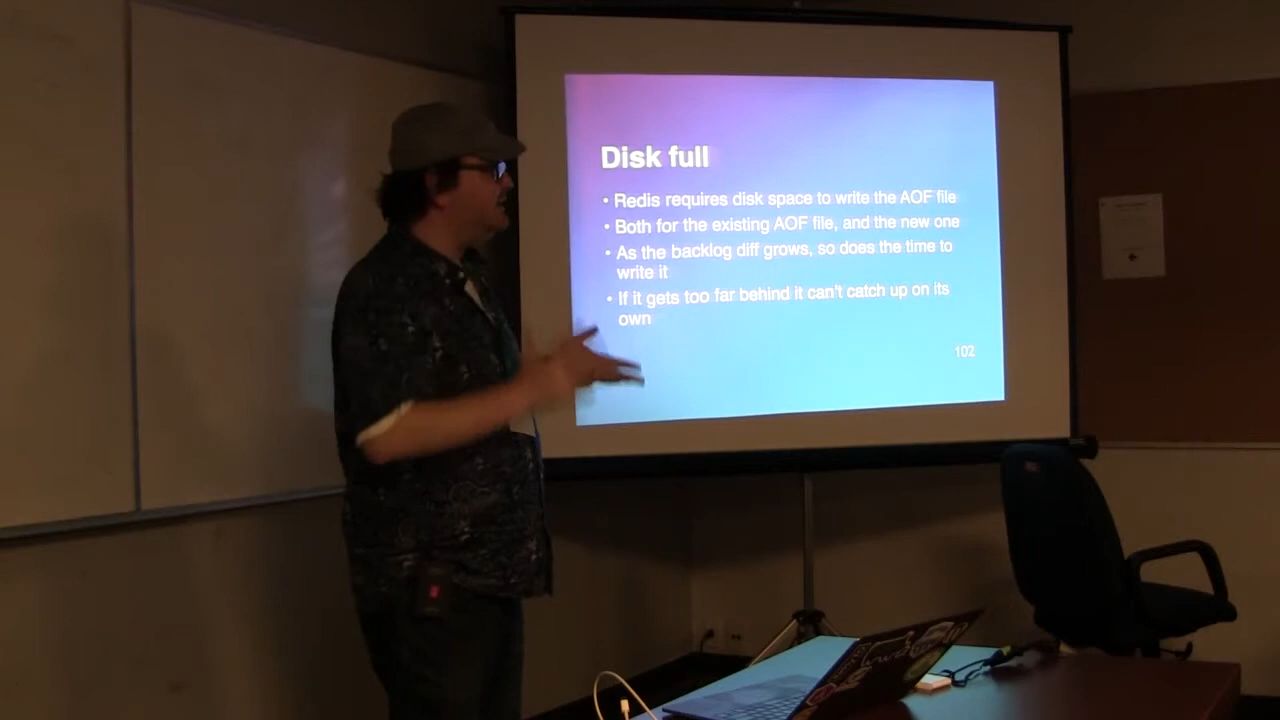 Disk full
• Redis requires disk space to write the AOF file
• Both for the existing AOF file, and the new one
• As the backlog diff grows, so does the time to
write it
• If it gets too far behind it can't catch up on its
own
102